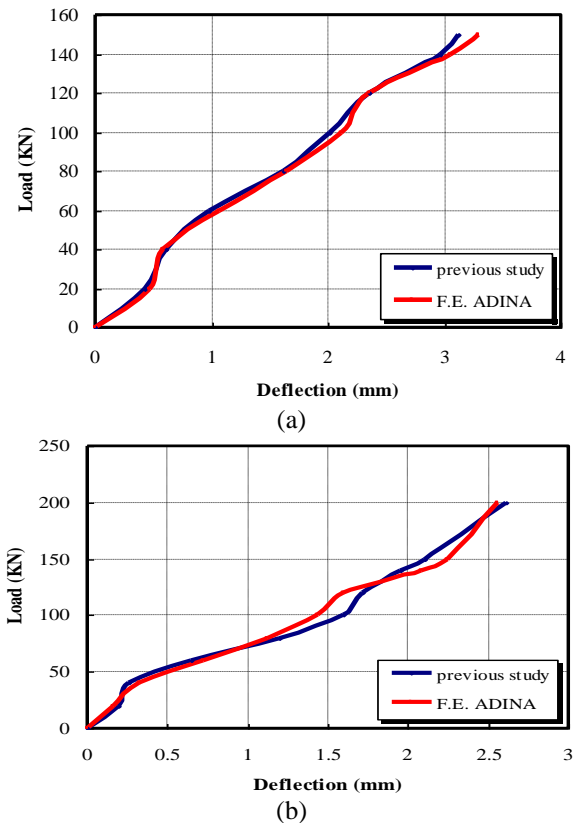 160
140
120
100
80
60
40
20
0
Load (KN)
previous study
F.E. ADINA
0 1 2 3 4
Deflection (mm)
(a)
250
200
150
100
50
0
Load (KN)
previous study
F.E. ADINA
0 0.5 1 1.5 2 2.5 3
Deflection (mm)
(b)